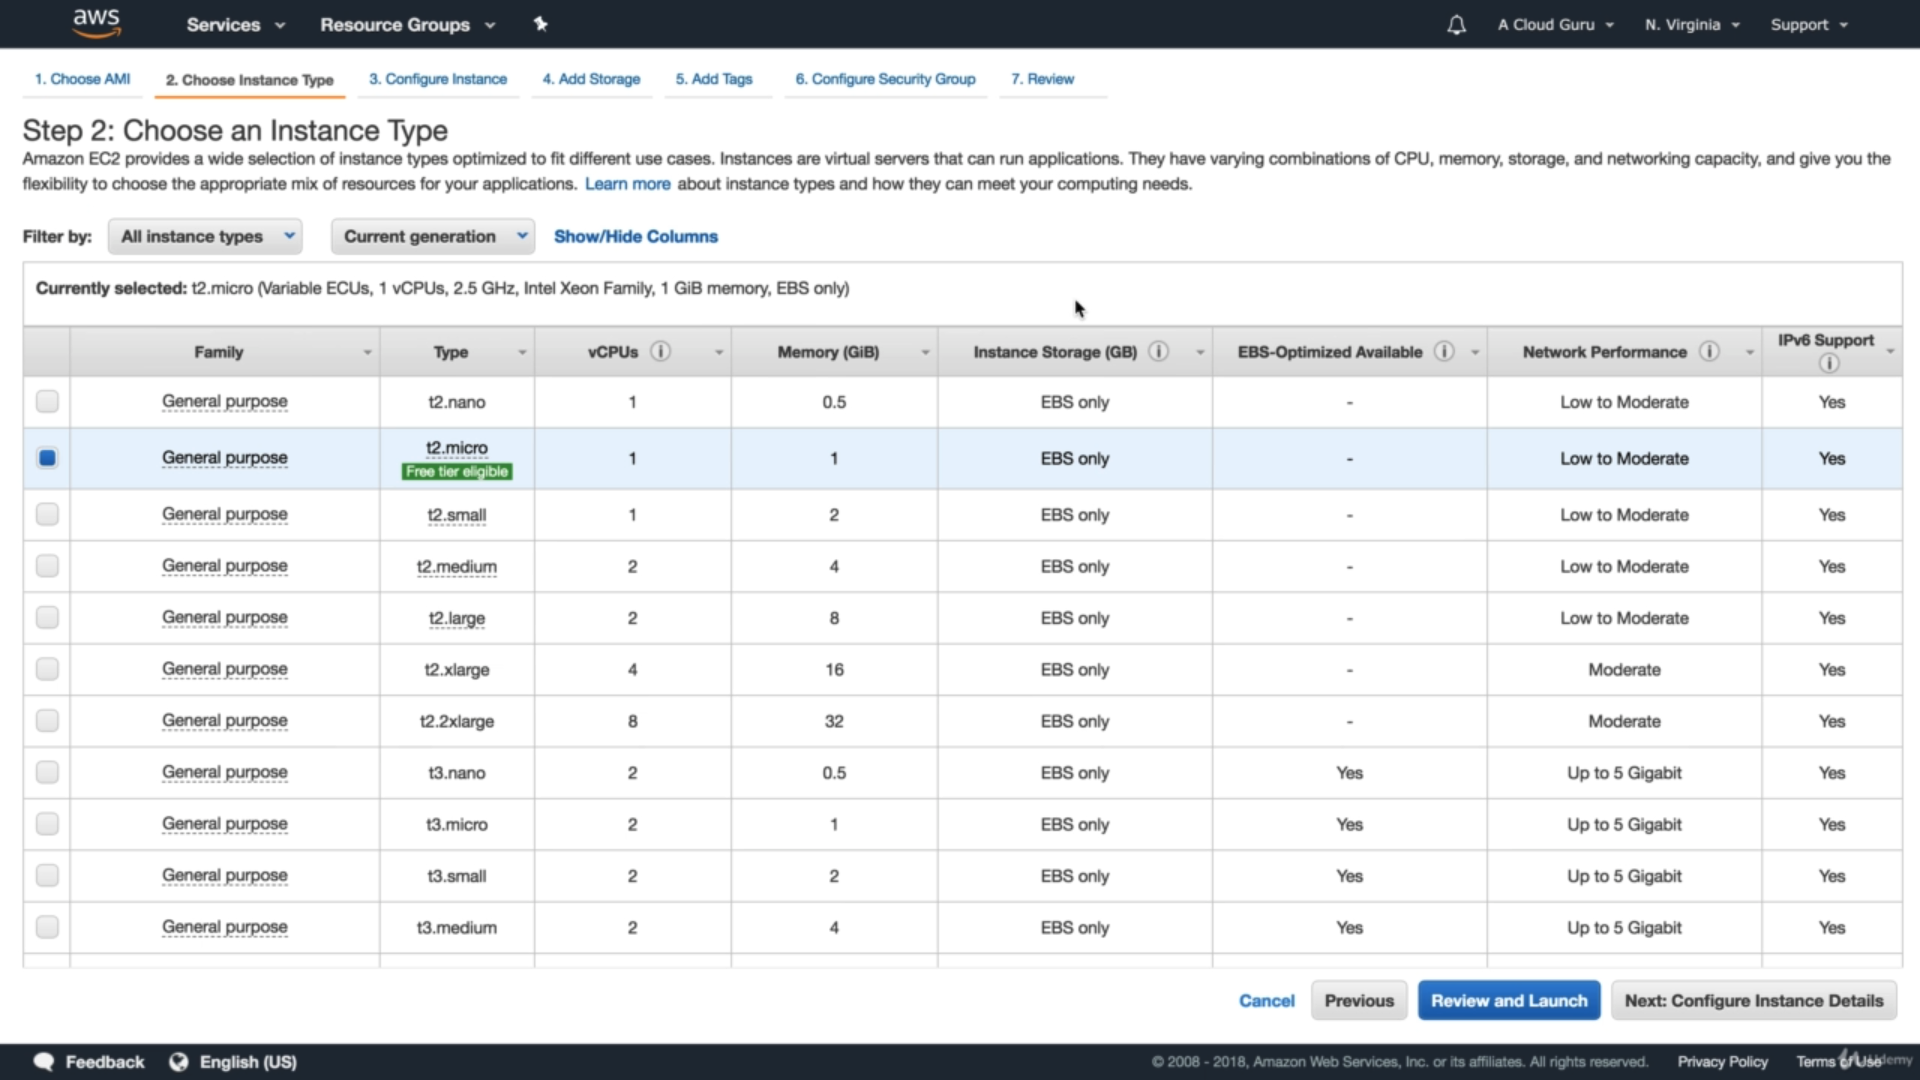 aws Services Resource Groups A Cloud Guru N. Virginia Support
1. Choose AMI 2. Choose Instance Type 3. Configure Instance 4. Add Storage 5. Add Tags 6. Configure Security Group 7. Review
Step 2: Choose an Instance Type
Amazon EC2 provides a wide selection of instance types optimized to fit different use cases. Instances are virtual servers that can run applications. They have varying combinations of CPU, memory, storage, and networking capacity, and give you the
flexibility to choose the appropriate mix of resources for your applications. Learn more about instance types and how they can meet your computing needs.
Filter by: All instance types Current generation Show/Hide Columns
Currently selected: t2.micro (Variable ECUs, 1 vCPUs, 2.5 GHz, Intel Xeon Family, 1 GiB memory, EBS only)
Family Type vCPUs Memory (GiB) Instance Storage (GB) EBS-Optimized Available Network Performance IPv6 Support
General purpose t2.nano 1 0.5 EBS only - Low to Moderate Yes
General purpose t2.micro 1 1 EBS only - Low to Moderate Yes
Free tier eligible
General purpose t2.small 1 2 EBS only - Low to Moderate Yes
General purpose t2.medium 2 4 EBS only - Low to Moderate Yes
General purpose t2.large 2 8 EBS only - Low to Moderate Yes
General purpose t2.xlarge 4 16 EBS only - Moderate Yes
General purpose t2.2xlarge 8 32 EBS only - Moderate Yes
General purpose t3.nano 2 0.5 EBS only Yes Up to 5 Gigabit Yes
General purpose t3.micro 2 1 EBS only Yes Up to 5 Gigabit Yes
General purpose t3.small 2 2 EBS only Yes Up to 5 Gigabit Yes
General purpose t3.medium 2 4 EBS only Yes Up to 5 Gigabit Yes
Cancel Previous Review and Launch Next: Configure Instance Details
Feedback English (US) © 2008 - 2018, Amazon Web Services, Inc. or its affiliates. All rights reserved. Privacy Policy Terms of Use